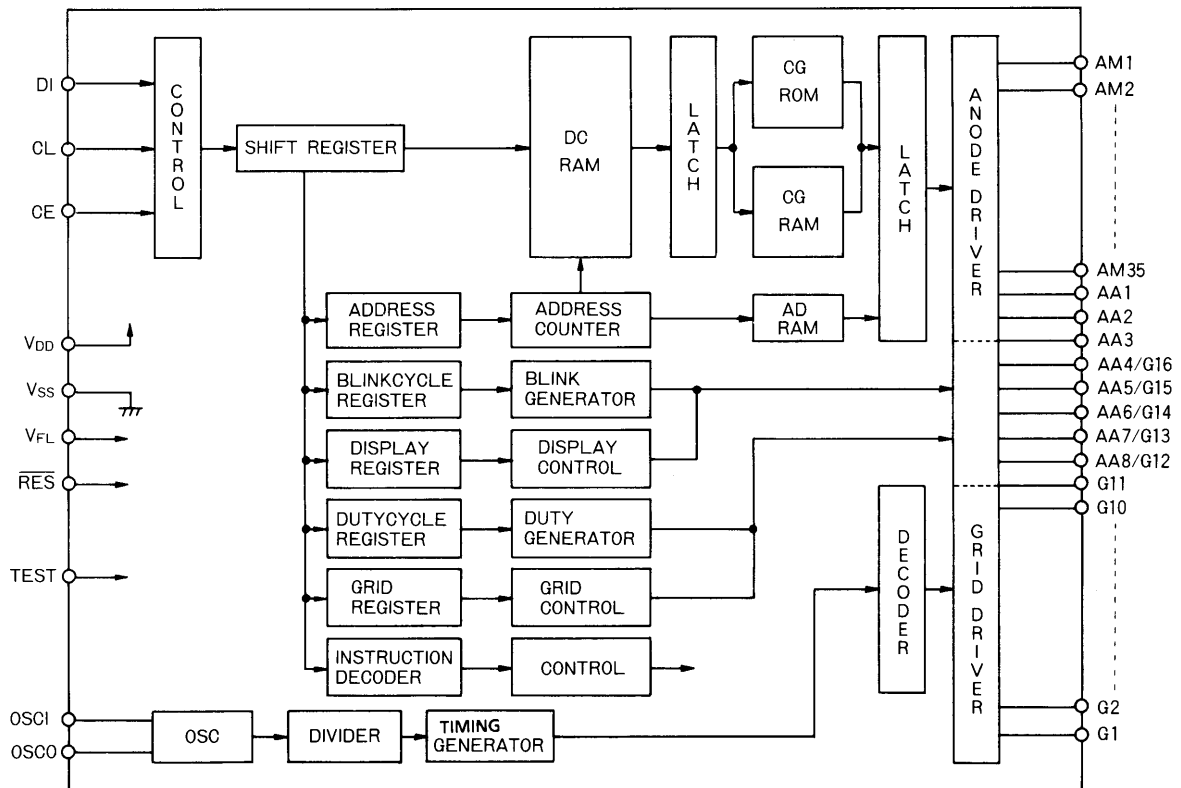 DI
CL
CE
VDD
VSS
VFL
RES
TEST
OSCI
OSCO
CONTROL
SHIFT REGISTER
DC
RAM
LATCH
CG
ROM
CG
RAM
LATCH
ANODE DRIVER
ADDRESS
REGISTER
ADDRESS
COUNTER
AD
RAM
BLINKCYCLE
REGISTER
BLINK
GENERATOR
DISPLAY
REGISTER
DISPLAY
CONTROL
DUTYCYCLE
REGISTER
DUTY
GENERATOR
GRID
REGISTER
GRID
CONTROL
INSTRUCTION
DECODER
CONTROL
OSC
DIVIDER
TIMING
GENERATOR
DECODER
GRID DRIVER
AM1
AM2
AM35
AA1
AA2
AA3
AA4/G16
AA5/G15
AA6/G14
AA7/G13
AA8/G12
G11
G10
G2
G1